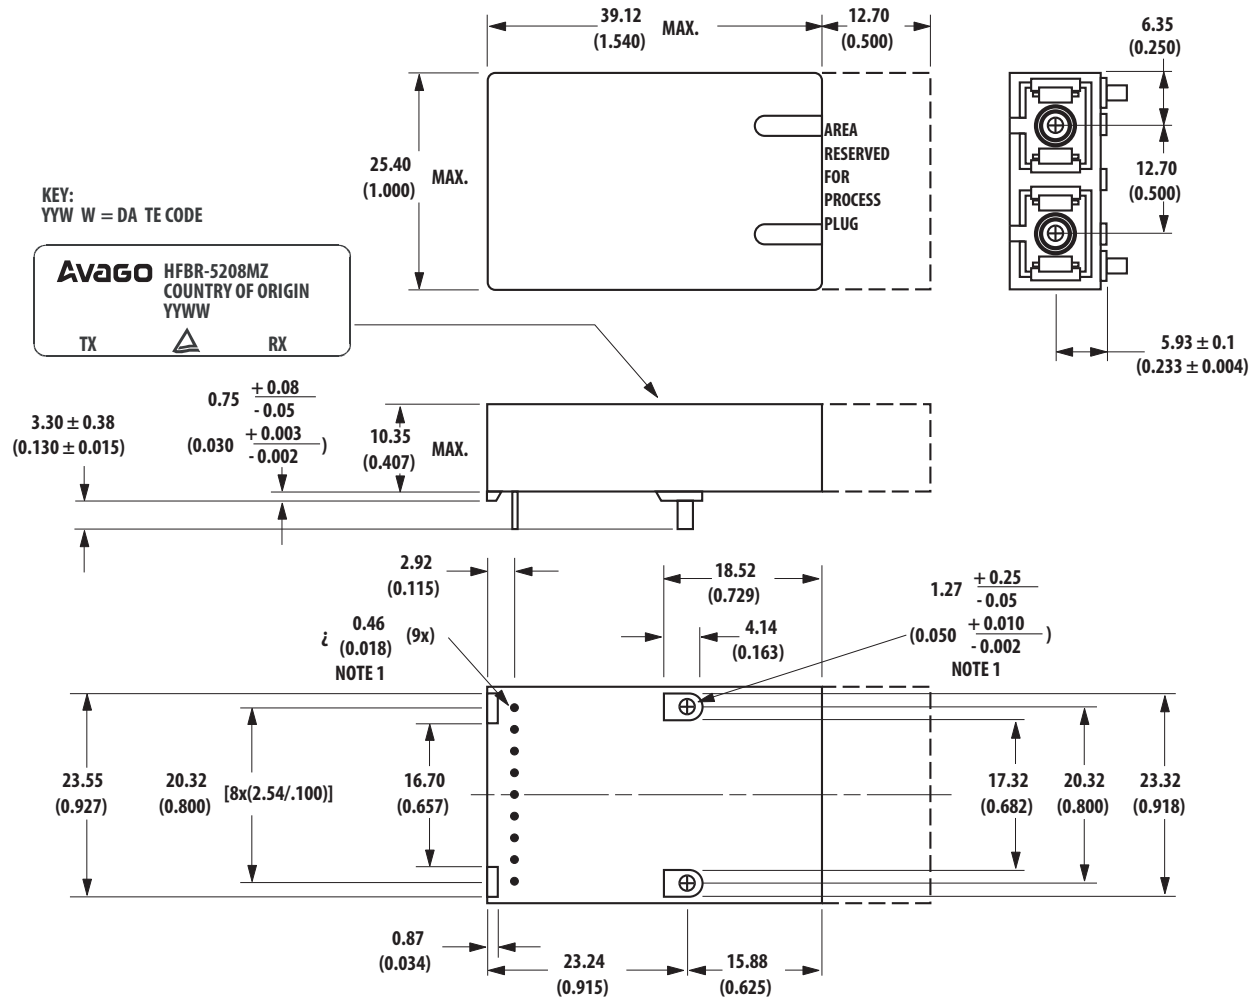 39.12
(1.540)
MAX.
12.70
(0.500)
6.35
(0.250)
25.40
(1.000)
MAX.
AREA
RESERVED
FOR
PROCESS
PLUG
12.70
(0.500)
KEY:
YYW W = DA TE CODE
AVAGO HFBR-5208MZ
COUNTRY OF ORIGIN
YYWW
TX
RX
5.93 ± 0.1
(0.233 ± 0.004)
3.30 ± 0.38
(0.130 ± 0.015)
0.75 + 0.08
- 0.05
(0.030 + 0.003
- 0.002 )
10.35
(0.407)
MAX.
2.92
(0.115)
18.52
(0.729)
1.27 + 0.25
- 0.05
(0.050 + 0.010
- 0.002 )
NOTE 1
¿ 0.46
(0.018) (9x)
NOTE 1
4.14
(0.163)
23.55
(0.927)
20.32
(0.800)
[8x(2.54/.100)]
16.70
(0.657)
17.32
(0.682)
20.32
(0.800)
23.32
(0.918)
0.87
(0.034)
23.24
(0.915)
15.88
(0.625)